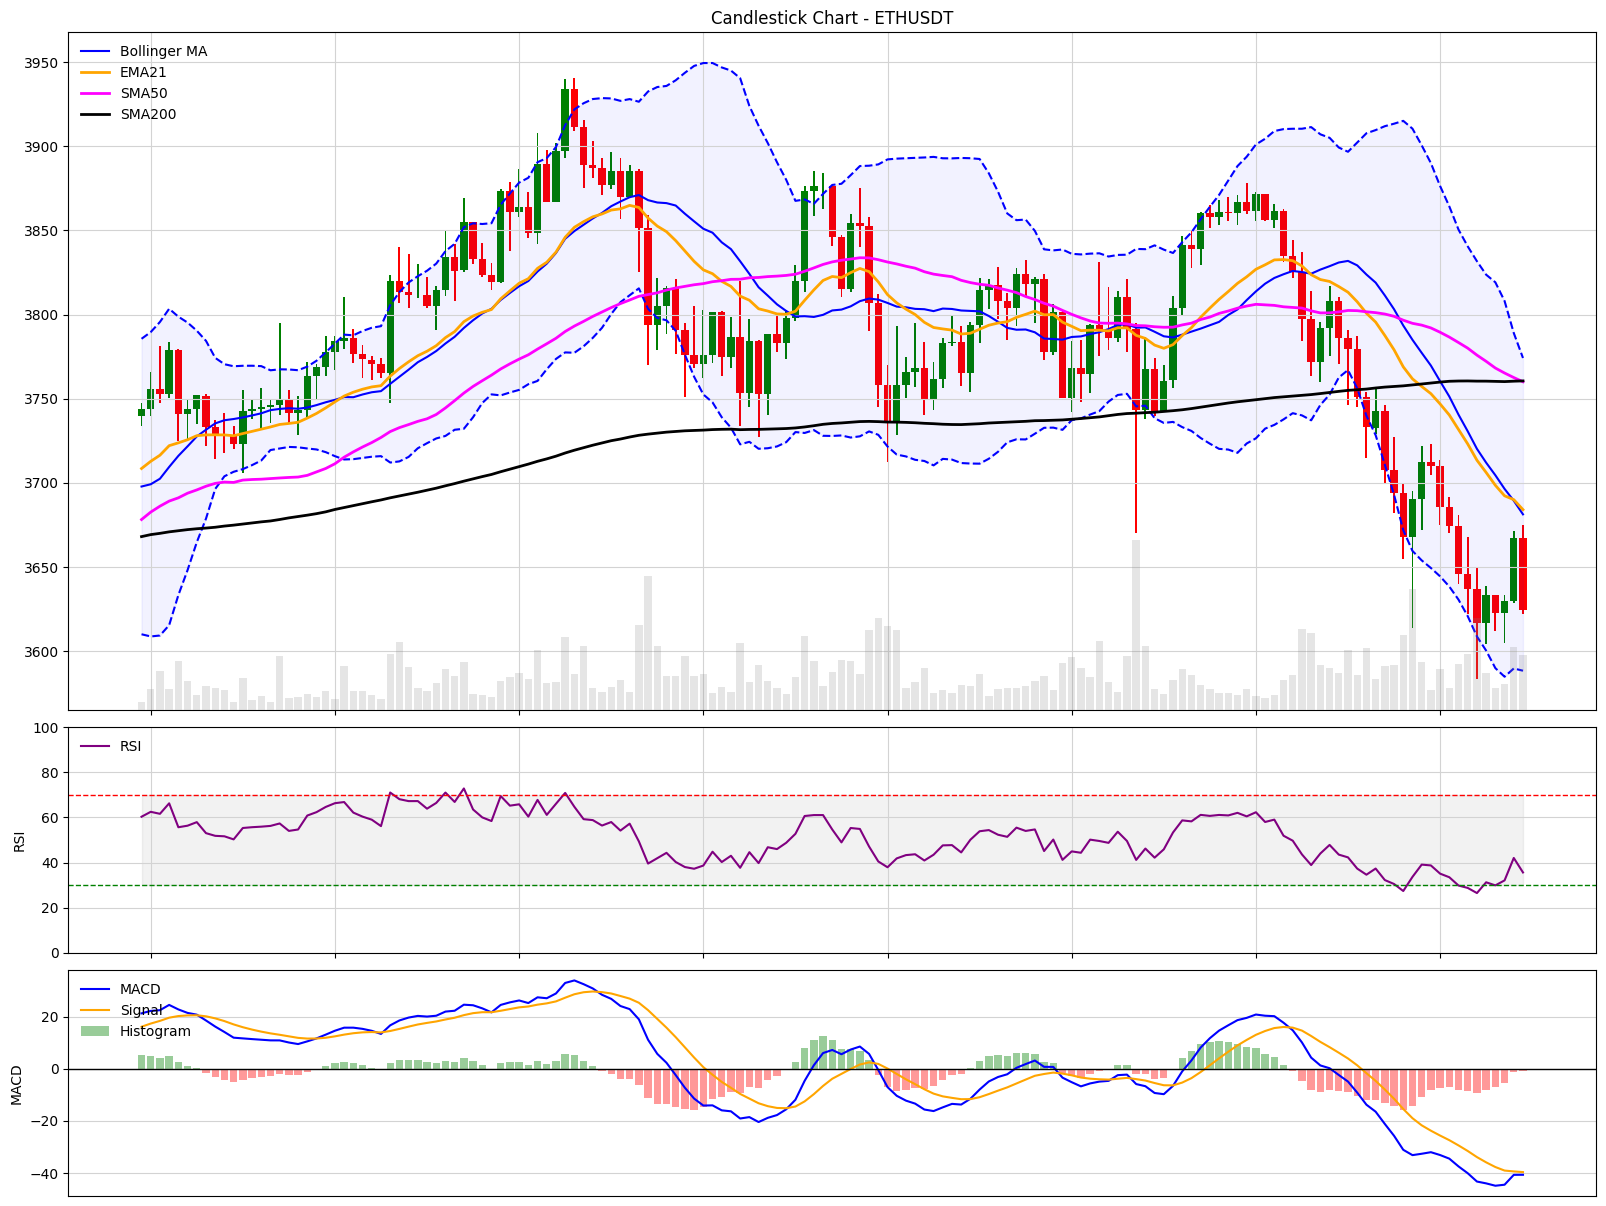 Candlestick Chart - ETHUSDT
Bollinger MA
EMA21
SMA50
SMA200
3950
3900
3850
3800
3750
3700
3650
3600
RSI
100
80
60
40
20
0
RSI
MACD
Signal
Histogram
20
0
−20
−40
MACD